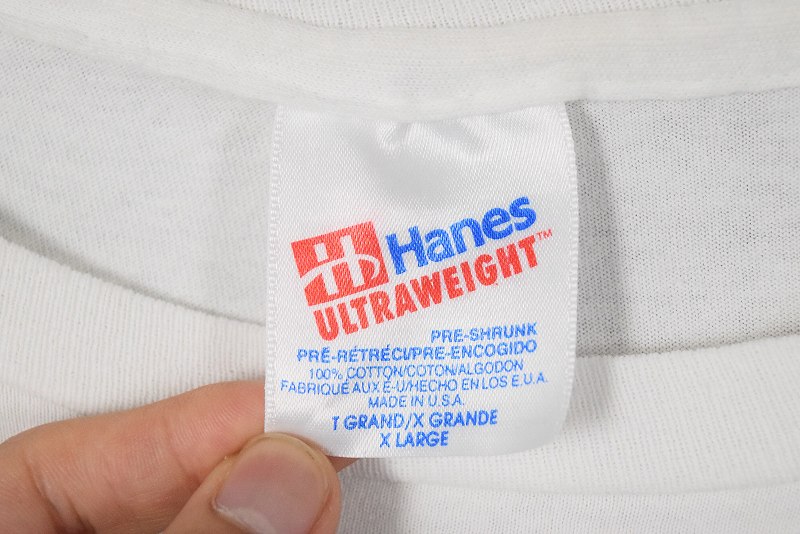 Hanes
ULTRAWEIGHT™
PRE-SHRUNK
PRÉ-RÉTRÉCI/PRE-ENCOGIDO
100% COTTON/COTON/ALGODON
FABRIQUÉ AUX É-U/HECHO EN LOS E.U.A.
MADE IN U.S.A.
T GRAND/X GRANDE
X LARGE